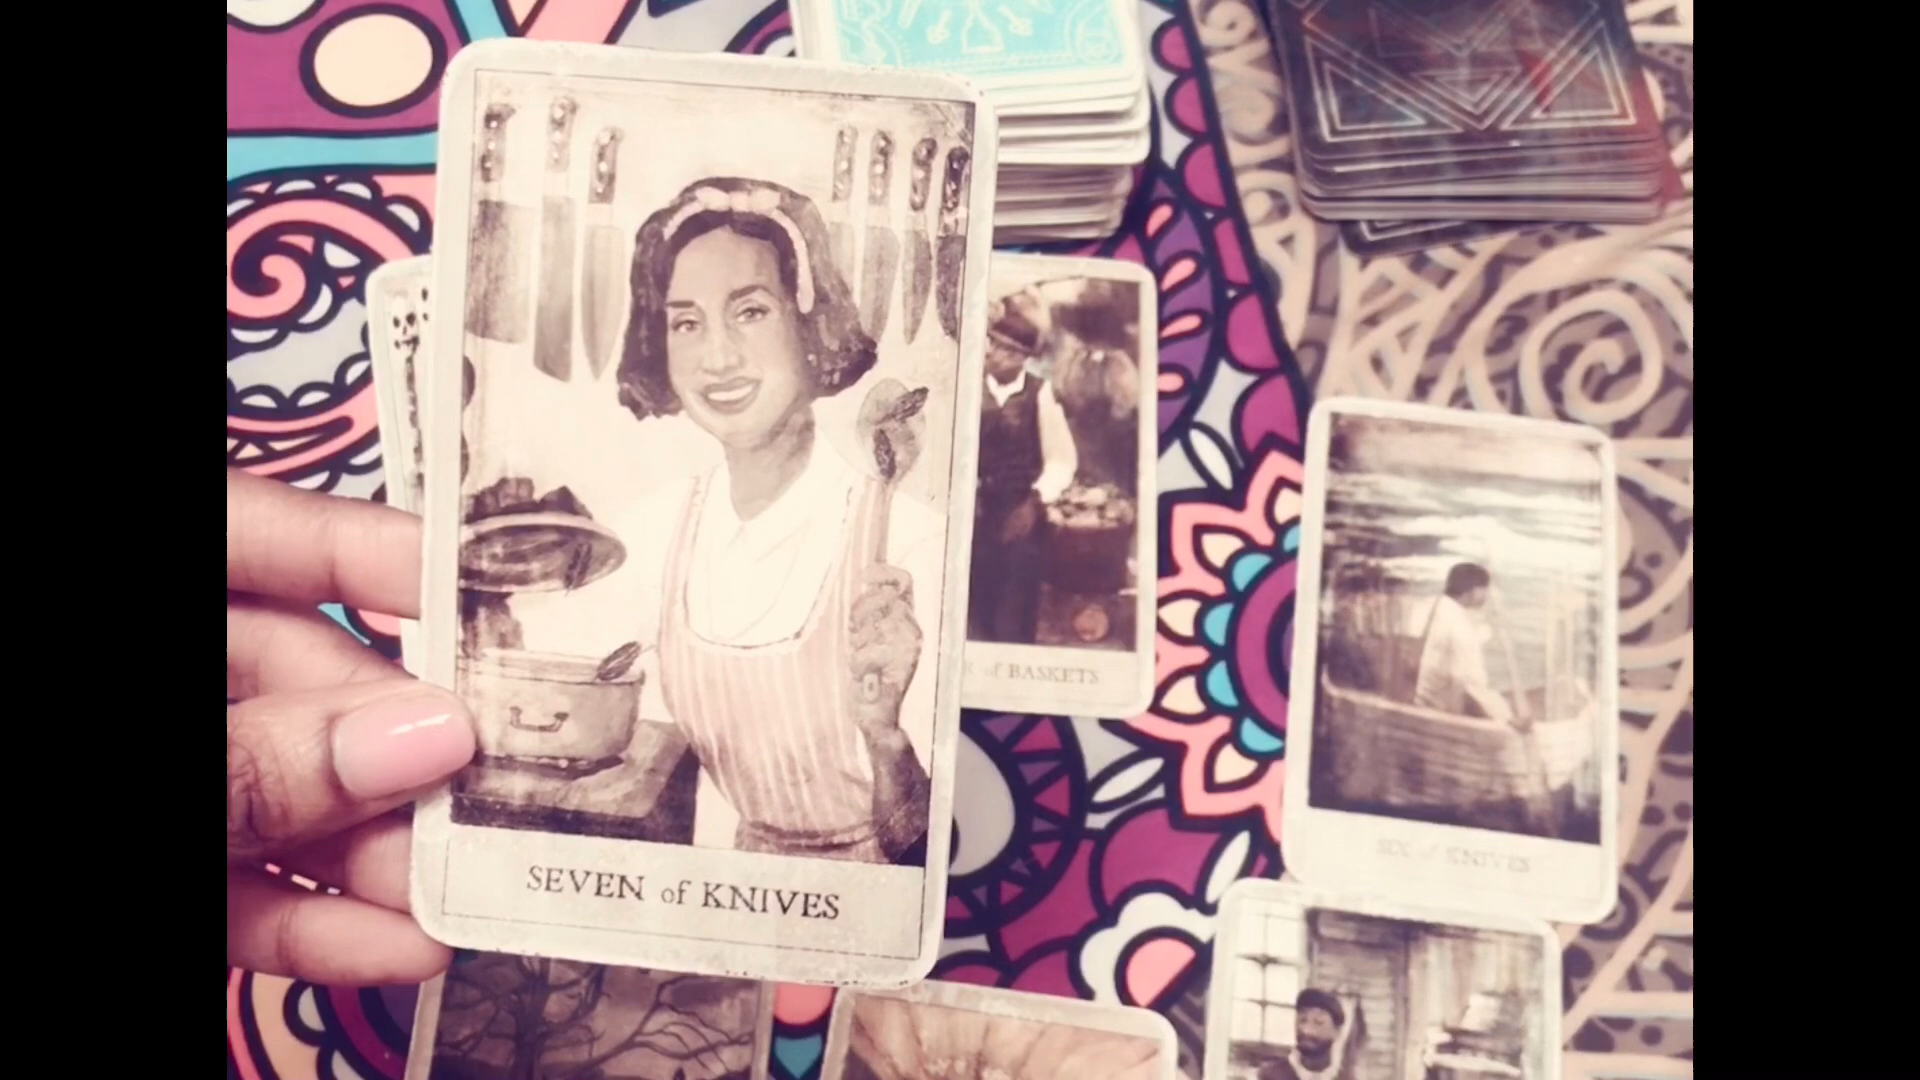 SEVEN of KNIVES
of BASKETS
SIX of KNIVES